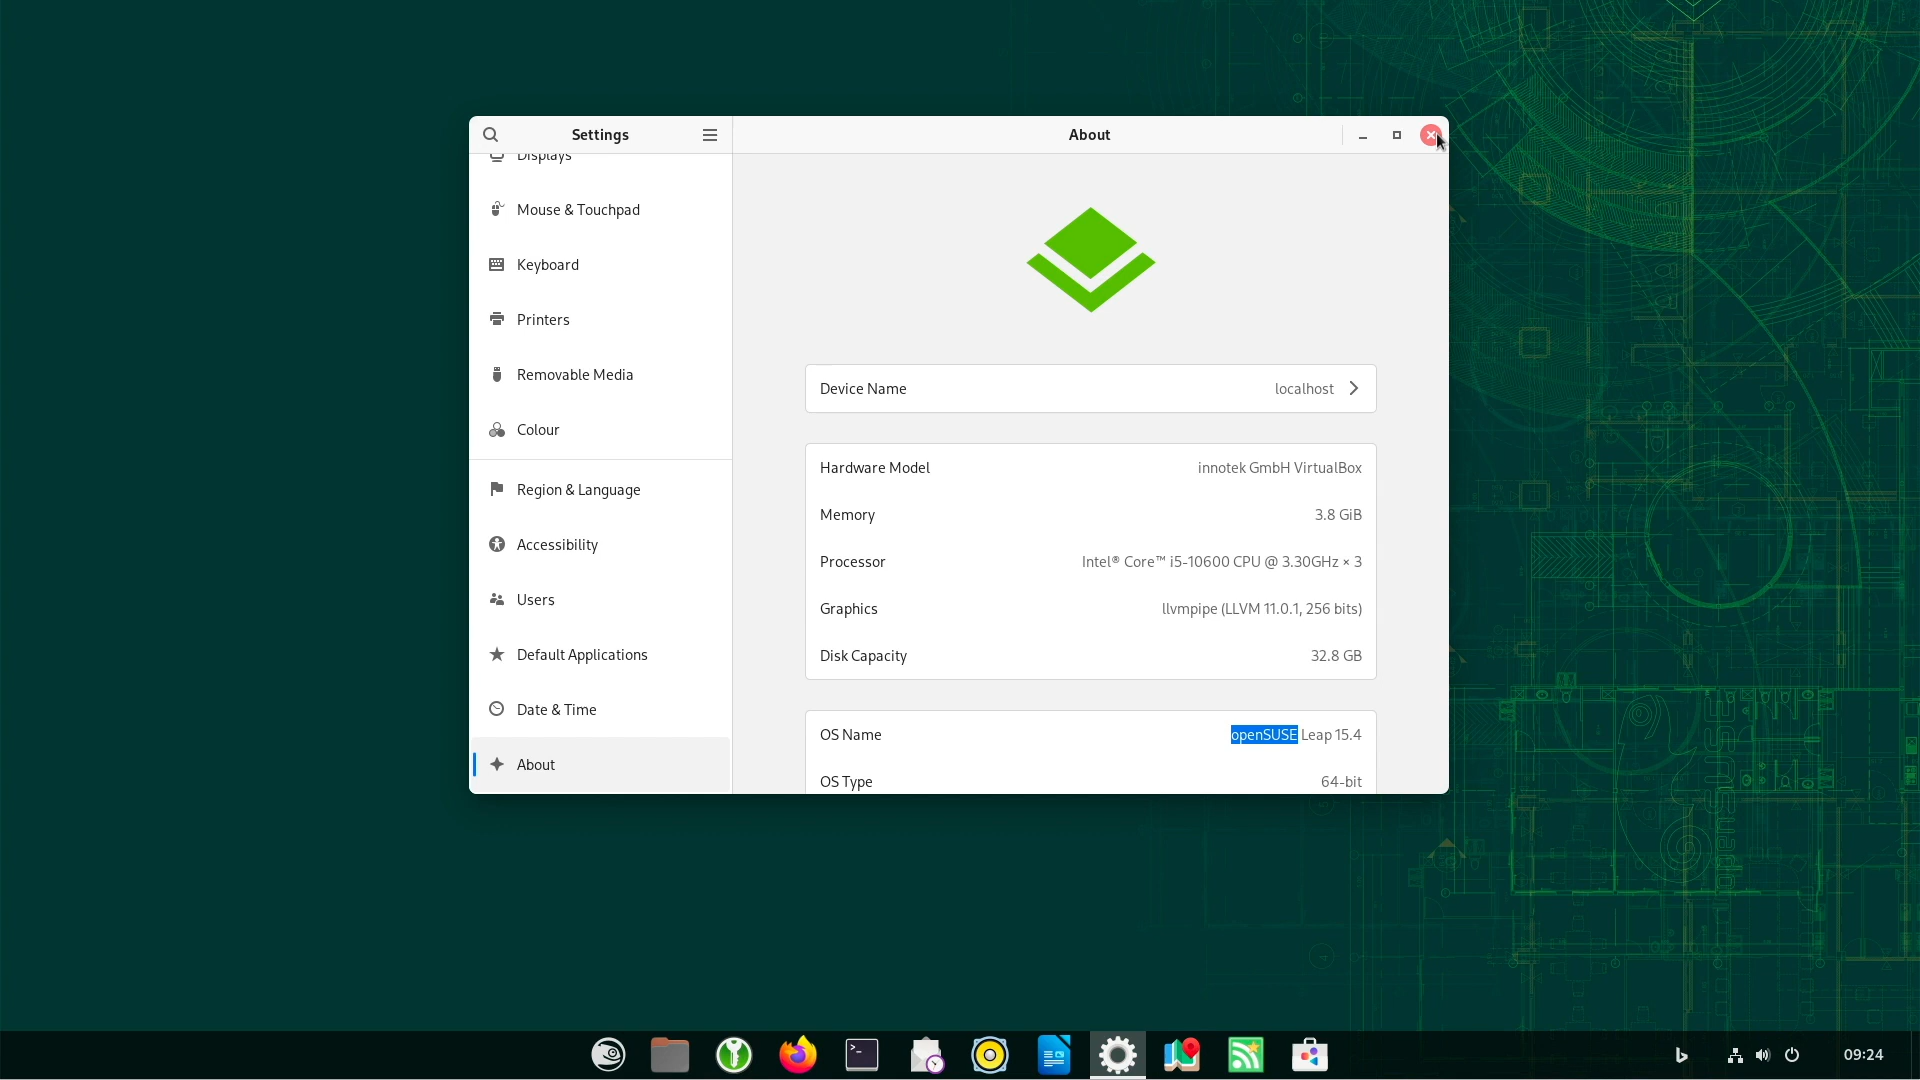 Settings
About
Displays
Mouse & Touchpad
Keyboard
Printers
Removable Media
Colour
Region & Language
Accessibility
Users
Default Applications
Date & Time
About
Device Name localhost
Hardware Model innotek GmbH VirtualBox
Memory 3.8 GiB
Processor Intel® Core™ i5-10600 CPU @ 3.30GHz × 3
Graphics llvmpipe (LLVM 11.0.1, 256 bits)
Disk Capacity 32.8 GB
OS Name openSUSE Leap 15.4
OS Type 64-bit
openSUSE
09:24